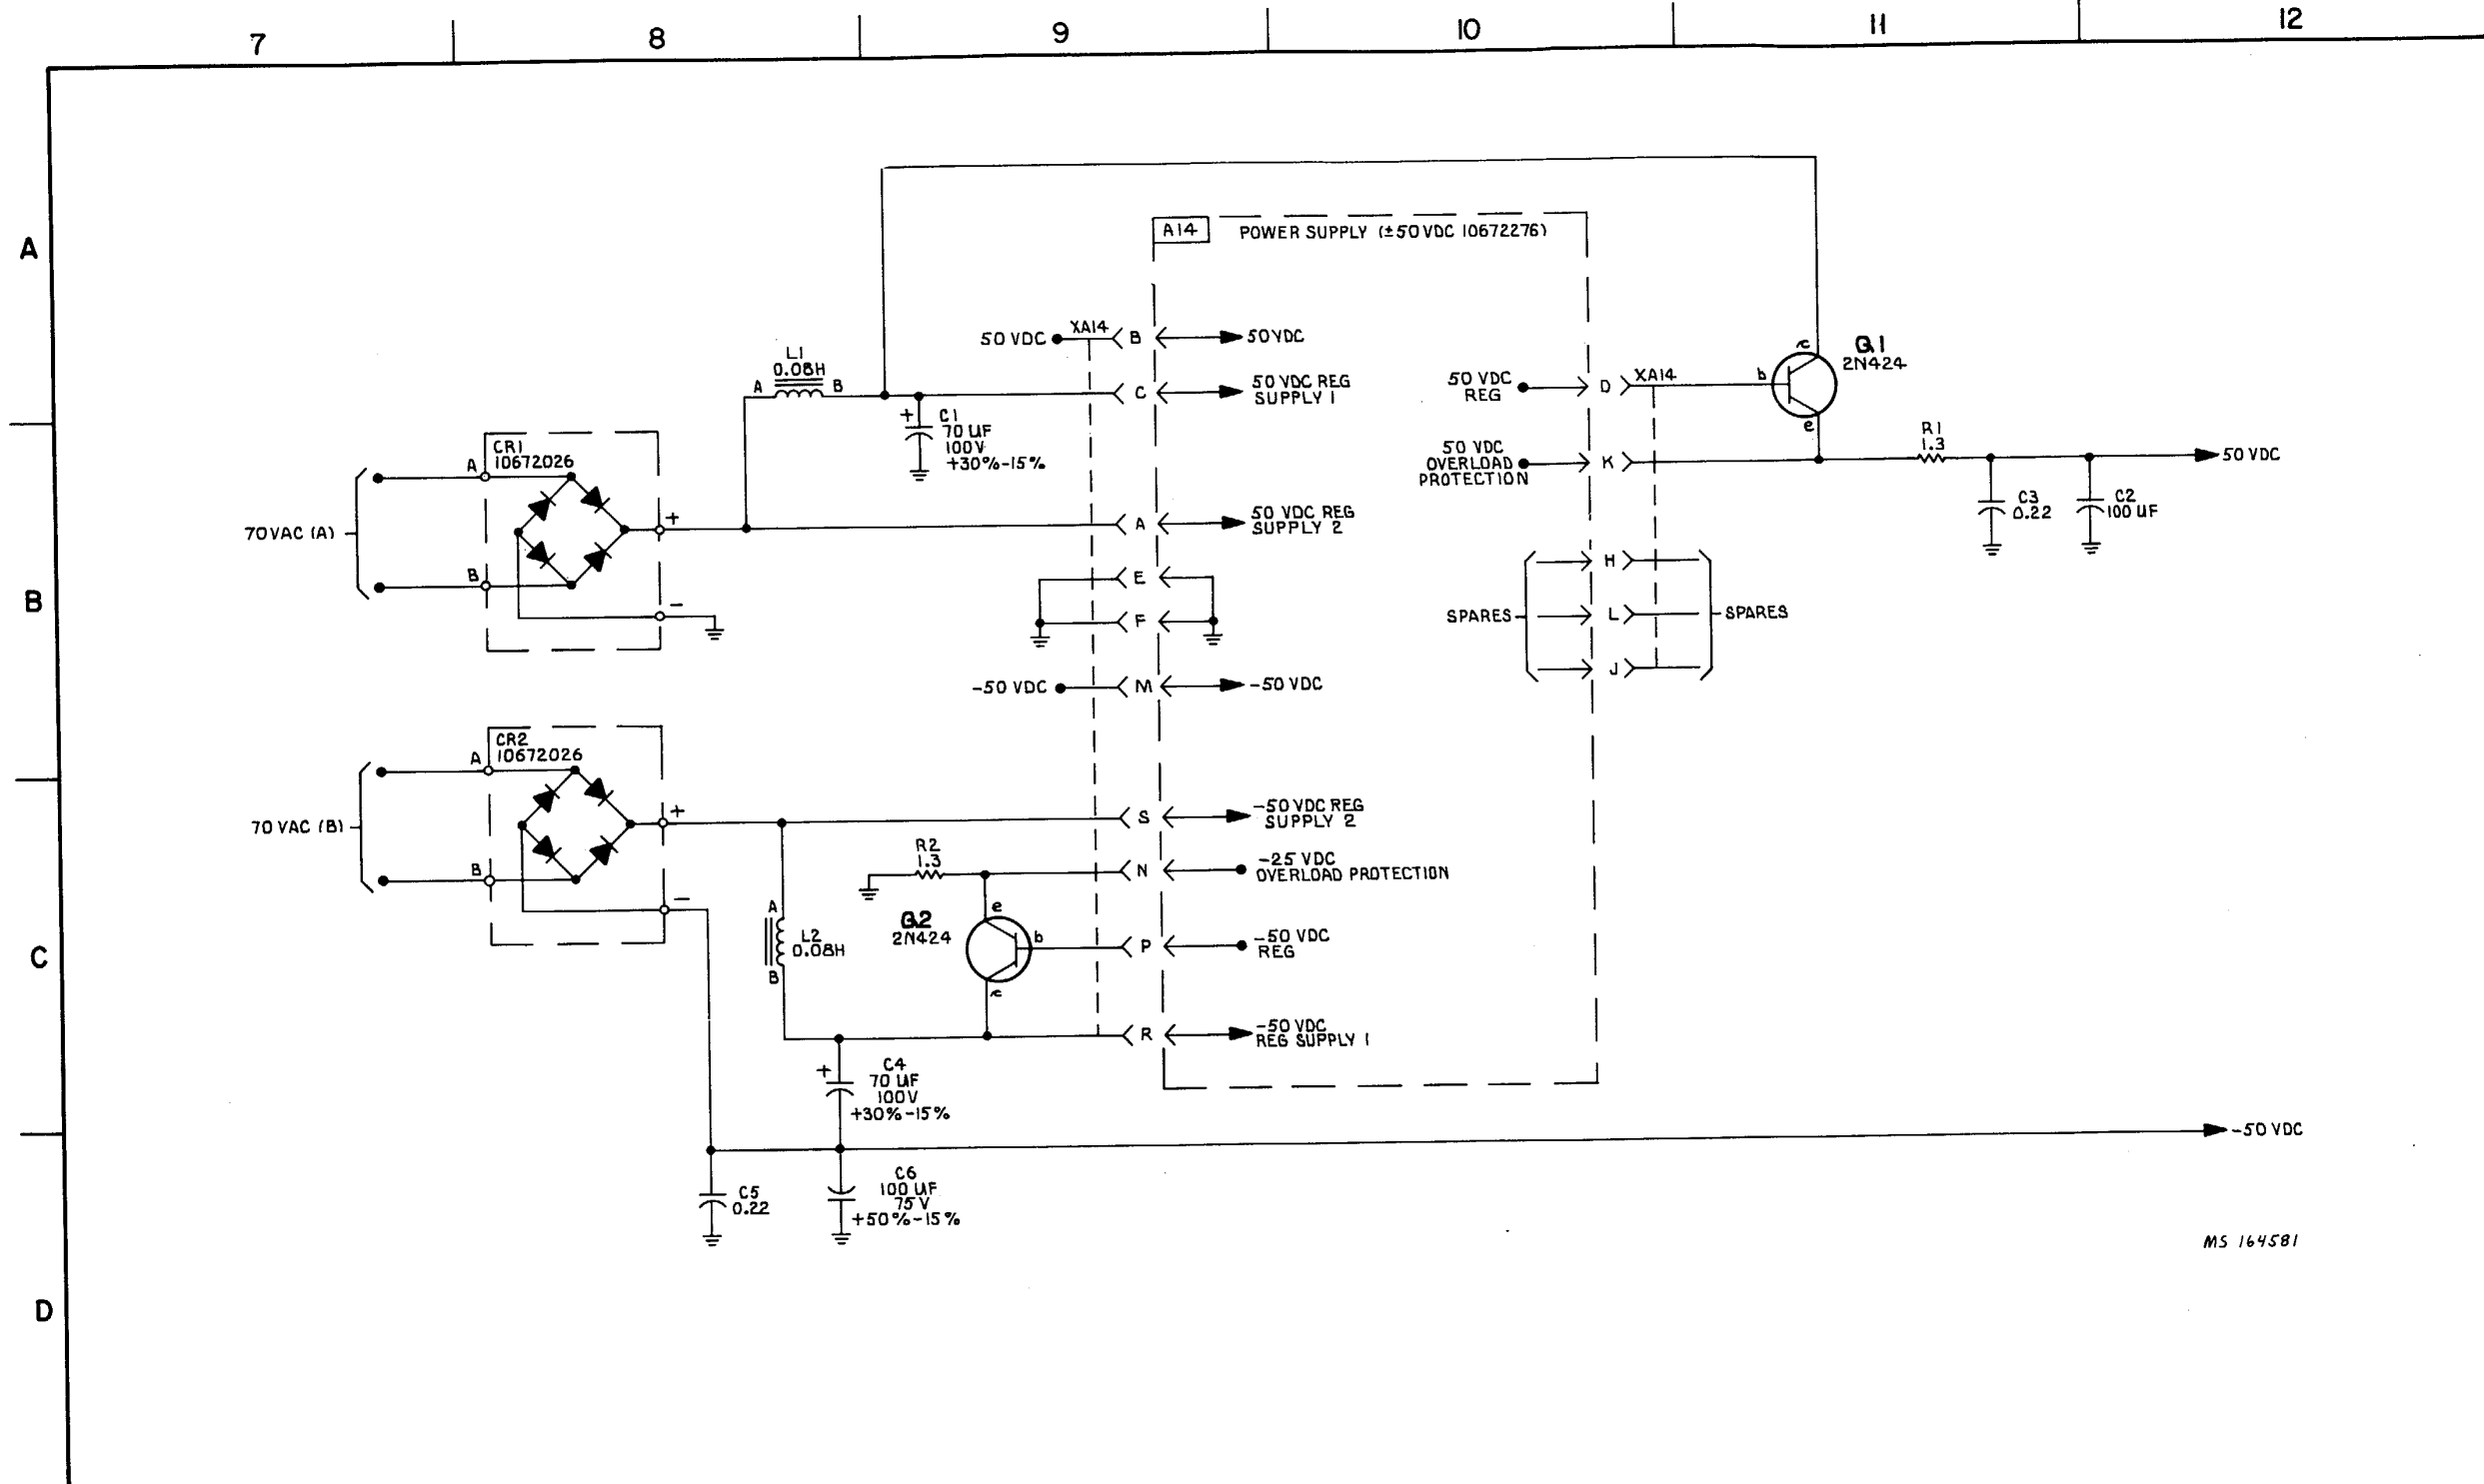 7
8
9
10
11
12
A
B
C
D
A14
POWER SUPPLY (±50 VDC 10672276)
50 VDC
XA14
B
50 VDC
L1
0.08H
A
B
C
50 VDC REG
SUPPLY 1
+
C1
70 UF
100V
+30%-15%
50 VDC
REG
D
XA14
b
c
e
Q1
2N424
50 VDC
OVERLOAD
PROTECTION
K
R1
1.3
50 VDC
C3
0.22
C2
100 UF
CR1
10672026
A
B
+
-
70VAC (A)
A
50 VDC REG
SUPPLY 2
E
F
SPARES
H
L
J
SPARES
-50 VDC
M
-50 VDC
CR2
10672026
A
B
+
-
70 VAC (B)
S
-50 VDC REG
SUPPLY 2
R2
1.3
N
-25 VDC
OVERLOAD PROTECTION
A
L2
0.08H
B
Q2
2N424
e
b
c
P
-50 VDC
REG
R
-50 VDC
REG SUPPLY 1
+
C4
70 UF
100V
+30%-15%
-50 VDC
C5
0.22
C6
100 UF
75 V
+50%-15%
MS 164581